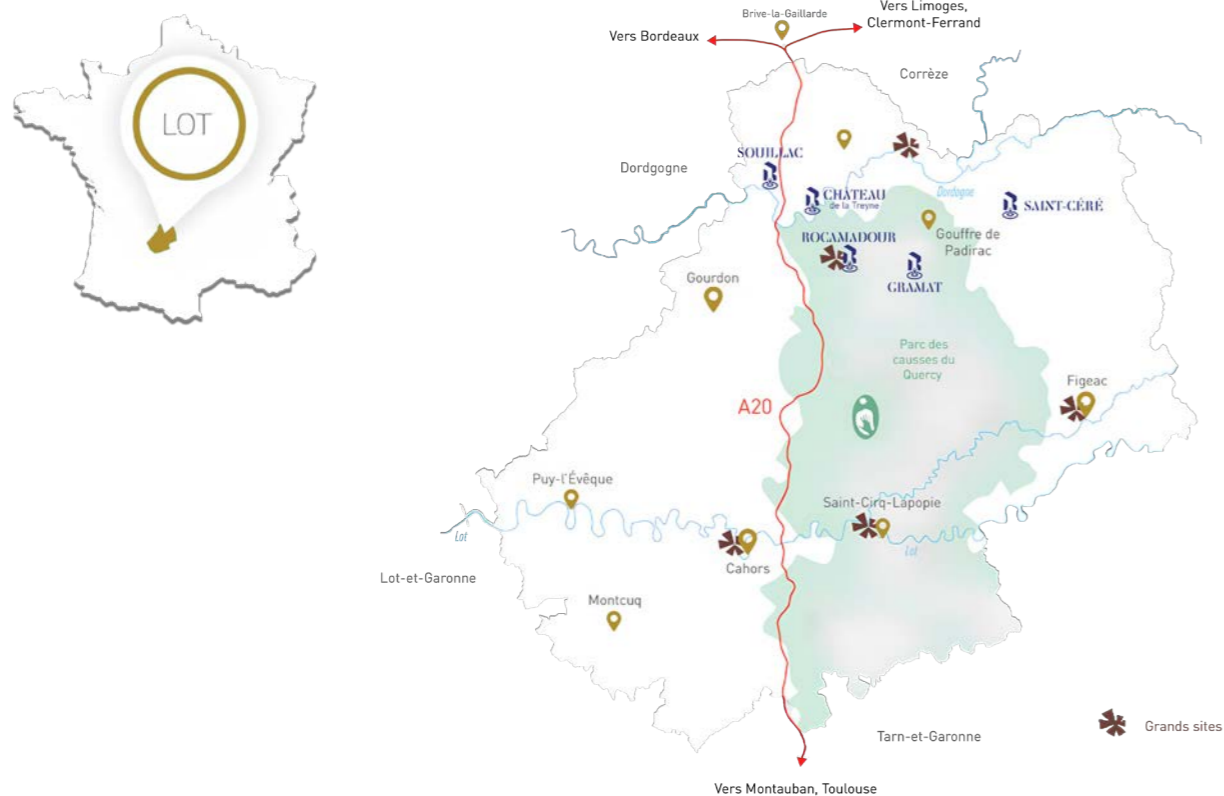 LOT
Brive-la-Gaillarde
Vers Limoges,
Clermont-Ferrand
Vers Bordeaux
Corrèze
SOUILLAC
Dordgogne
CHATEAU
de la Treyne
Dordogne
SAINT-CÉRÉ
ROCAMADOUR
Gouffre de
Padirac
GRAMAT
Gourdon
Parc des
causses du
Quercy
Figeac
A20
Puy-l'Évêque
Saint-Cirq-Lapopie
Lot
Lot
Cahors
Lot-et-Garonne
Montcuq
Grands sites
Tarn-et-Garonne
Vers Montauban, Toulouse